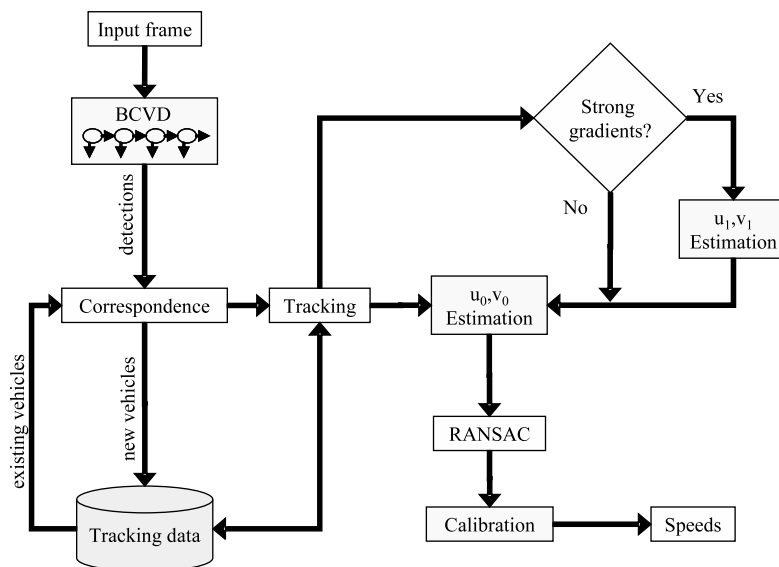 Input frame
BCVD
detections
Correspondence
Tracking
existing vehicles
new vehicles
Tracking data
Strong
gradients?
Yes
No
u₁,v₁
Estimation
u₀,v₀
Estimation
RANSAC
Calibration
Speeds